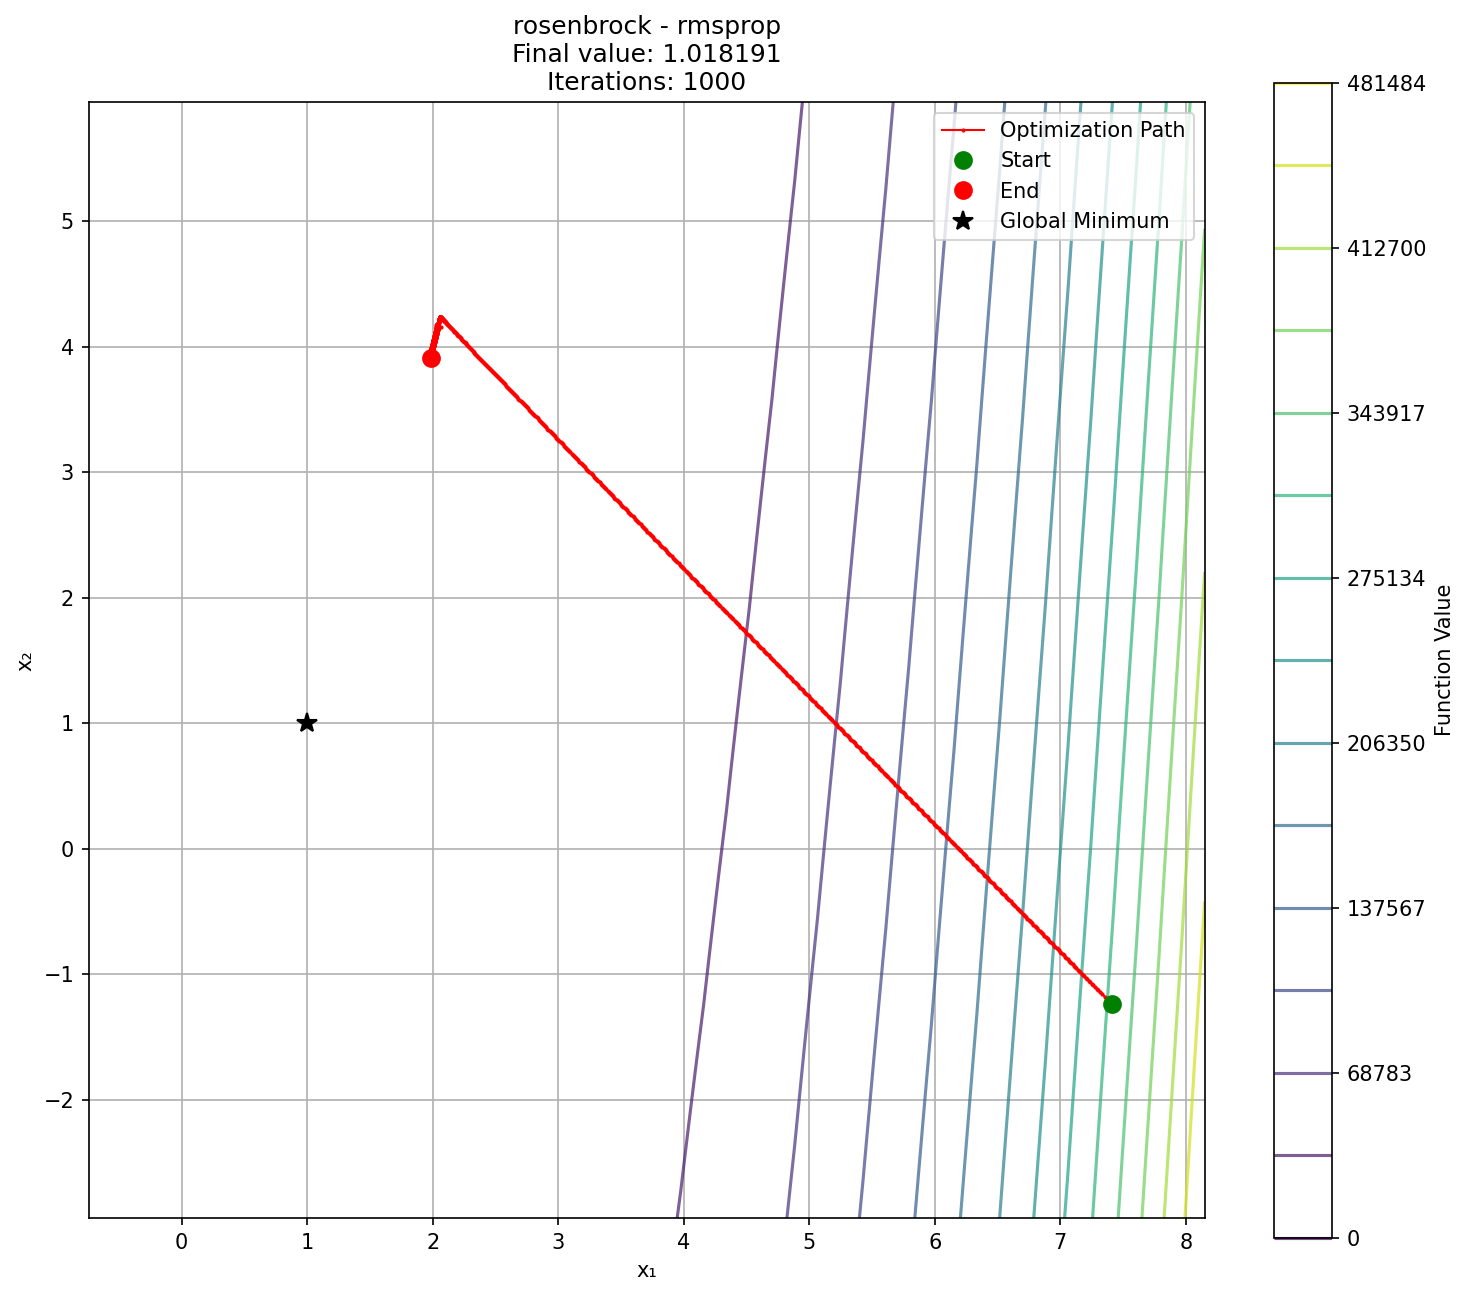 rosenbrock - rmsprop
Final value: 1.018191
Iterations: 1000
Optimization Path
Start
End
Global Minimum
5
4
3
2
1
0
−1
−2
x₂
0 1 2 3 4 5 6 7 8
x₁
481484
412700
343917
275134
206350
137567
68783
0
Function Value